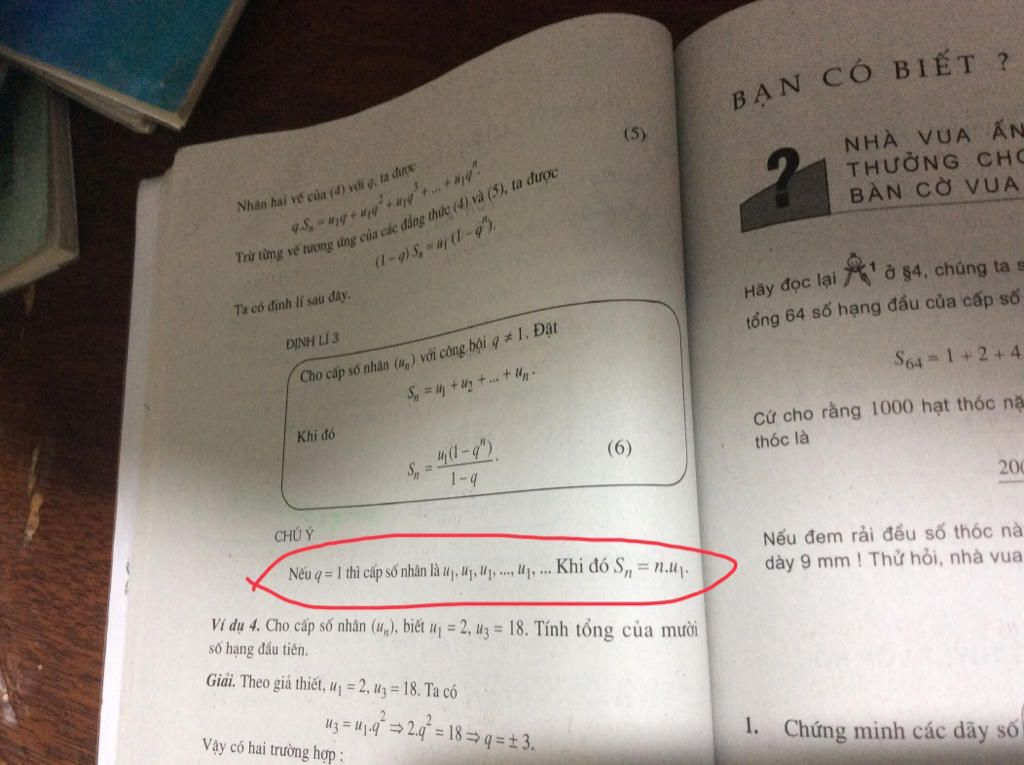 (5)
Nhân hai vế của (4) với q, ta được
q.Sₙ = u₁q + u₁q² + u₁q³ + ... + u₁qⁿ.
Trừ từng vế tương ứng của các đẳng thức (4) và (5), ta được
(1 − q) Sₙ = u₁ (1 − qⁿ).
Ta có định lí sau đây.
ĐỊNH LÍ 3
Cho cấp số nhân (uₙ) với công bội q ≠ 1. Đặt
Sₙ = u₁ + u₂ + ... + uₙ.
Khi đó
Sₙ = u₁(1 − qⁿ) / (1 − q). (6)
CHÚ Ý
Nếu q = 1 thì cấp số nhân là u₁, u₁, u₁, ..., u₁, ... Khi đó Sₙ = n.u₁.
Ví dụ 4. Cho cấp số nhân (uₙ), biết u₁ = 2, u₃ = 18. Tính tổng của mười
số hạng đầu tiên.
Giải. Theo giả thiết, u₁ = 2, u₃ = 18. Ta có
u₃ = u₁.q² ⇒ 2.q² = 18 ⇒ q = ± 3.
Vậy có hai trường hợp :
BẠN CÓ BIẾT ?
?
NHÀ VUA ẤN
THƯỞNG CHO
BÀN CỜ VUA
Hãy đọc lại 1 ở §4, chúng ta
tổng 64 số hạng đầu của cấp số
S₆₄ = 1 + 2 + 4
Cứ cho rằng 1000 hạt thóc
thóc là
Nếu đem rải đều số thóc
dày 9 mm ! Thử hỏi, nhà vua
1. Chứng minh các dãy số